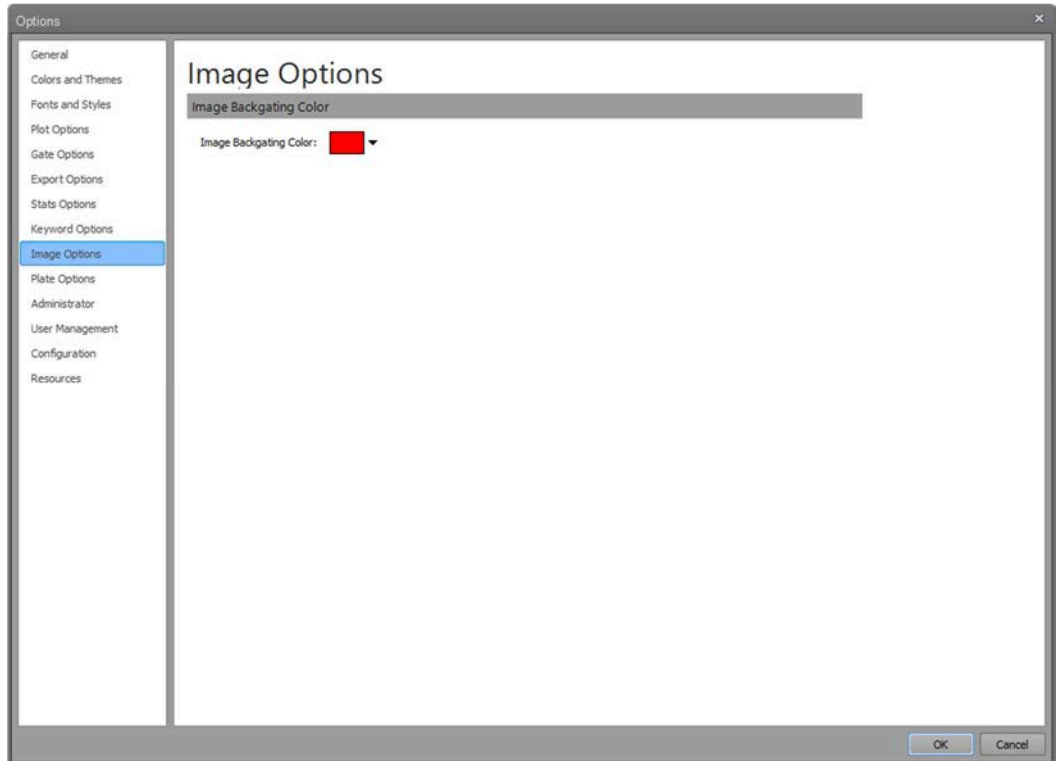 Options
General
Colors and Themes
Fonts and Styles
Plot Options
Gate Options
Export Options
Stats Options
Keyword Options
Image Options
Plate Options
Administrator
User Management
Configuration
Resources
Image Options
Image Backgating Color
Image Backgating Color:
OK
Cancel